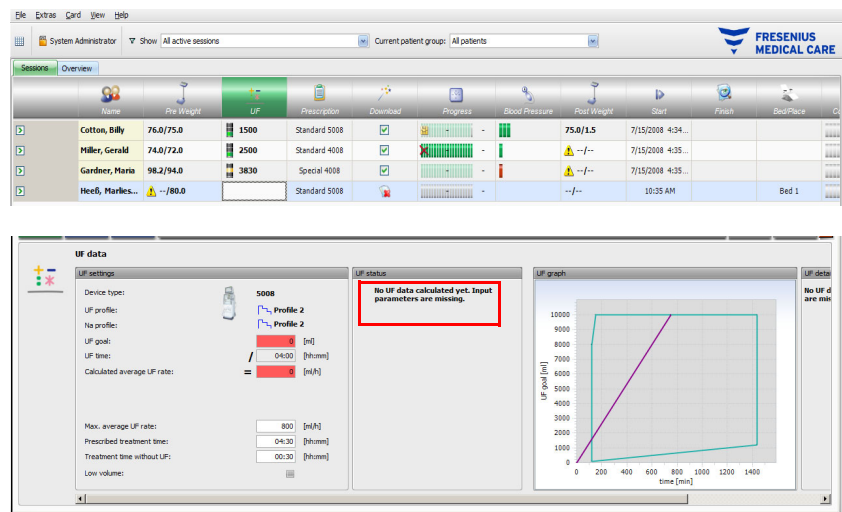 File Extras Card View Help
System Administrator Show All active sessions Current patient group: All patients
FRESENIUS
MEDICAL CARE
Sessions Overview
Name Pre Weight UF Prescription Download Progress Blood Pressure Post Weight Start Finish Bed/Place
Cotton, Billy 76.0/75.0 1500 Standard 5008 - - 75.0/1.5 7/15/2008 4:34...
Miller, Gerald 74.0/72.0 2500 Standard 4008 - - --/-- 7/15/2008 4:35...
Gardner, Maria 98.2/94.0 3830 Special 4008 - - --/-- 7/15/2008 4:35...
Heeß, Marlies... --/80.0 Standard 5008 - - --/-- 10:35 AM Bed 1
UF data
UF settings
Device type: 5008
UF profile: Profile 2
Na profile: Profile 2
UF goal: 0 [ml]
UF time: / 04:00 [hh:mm]
Calculated average UF rate: = 0 [ml/h]
Max. average UF rate: 800 [ml/h]
Prescribed treatment time: 04:30 [hh:mm]
Treatment time without UF: 00:30 [hh:mm]
Low volume:
UF status
No UF data calculated yet. Input
parameters are missing.
UF graph
UF goal [ml]
10000
9000
8000
7000
6000
5000
4000
3000
2000
1000
0
0 200 400 600 800 1000 1200 1400
time [min]
UF detai
No UF d
are mis